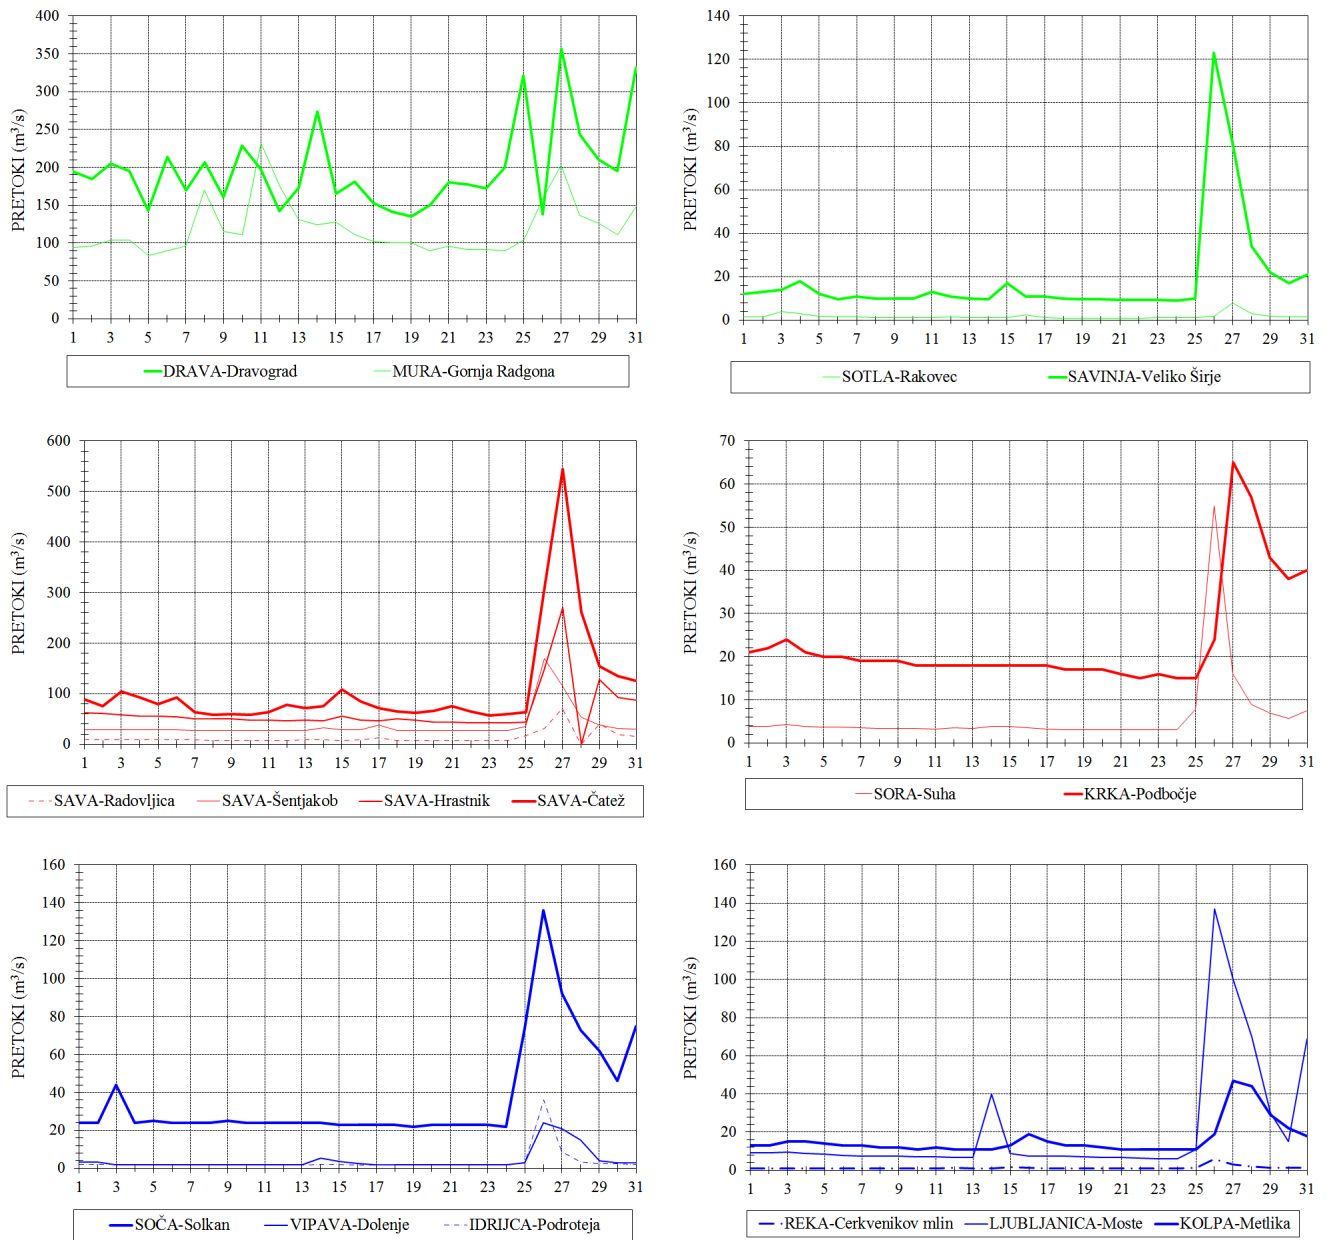 400
350
300
250
200
150
100
50
0
PRETOKI (m³/s)
1 3 5 7 9 11 13 15 17 19 21 23 25 27 29 31
DRAVA-Dravograd MURA-Gornja Radgona
140
120
100
80
60
40
20
0
PRETOKI (m³/s)
1 3 5 7 9 11 13 15 17 19 21 23 25 27 29 31
SOTLA-Rakovec SAVINJA-Veliko Širje
600
500
400
300
200
100
0
PRETOKI (m³/s)
1 3 5 7 9 11 13 15 17 19 21 23 25 27 29 31
SAVA-Radovljica SAVA-Šentjakob SAVA-Hrastnik SAVA-Čatež
70
60
50
40
30
20
10
0
PRETOKI (m³/s)
1 3 5 7 9 11 13 15 17 19 21 23 25 27 29 31
SORA-Suha KRKA-Podbočje
160
140
120
100
80
60
40
20
0
PRETOKI (m³/s)
1 3 5 7 9 11 13 15 17 19 21 23 25 27 29 31
SOČA-Solkan VIPAVA-Dolenje IDRIJCA-Podroteja
160
140
120
100
80
60
40
20
0
PRETOKI (m³/s)
1 3 5 7 9 11 13 15 17 19 21 23 25 27 29 31
REKA-Cerkvenikov mlin LJUBLJANICA-Moste KOLPA-Metlika